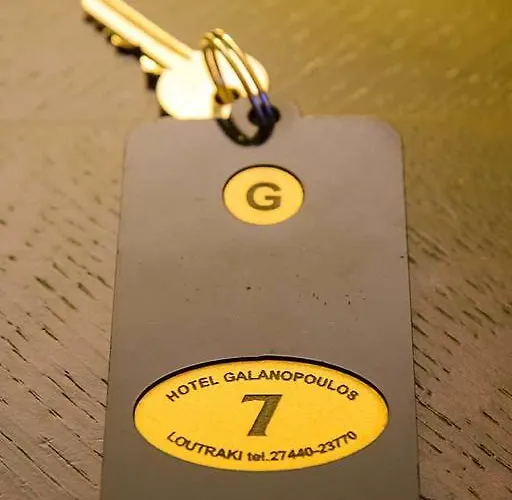 G
HOTEL GALANOPOULOS
7
LOUTRAKI tel.27440-23770